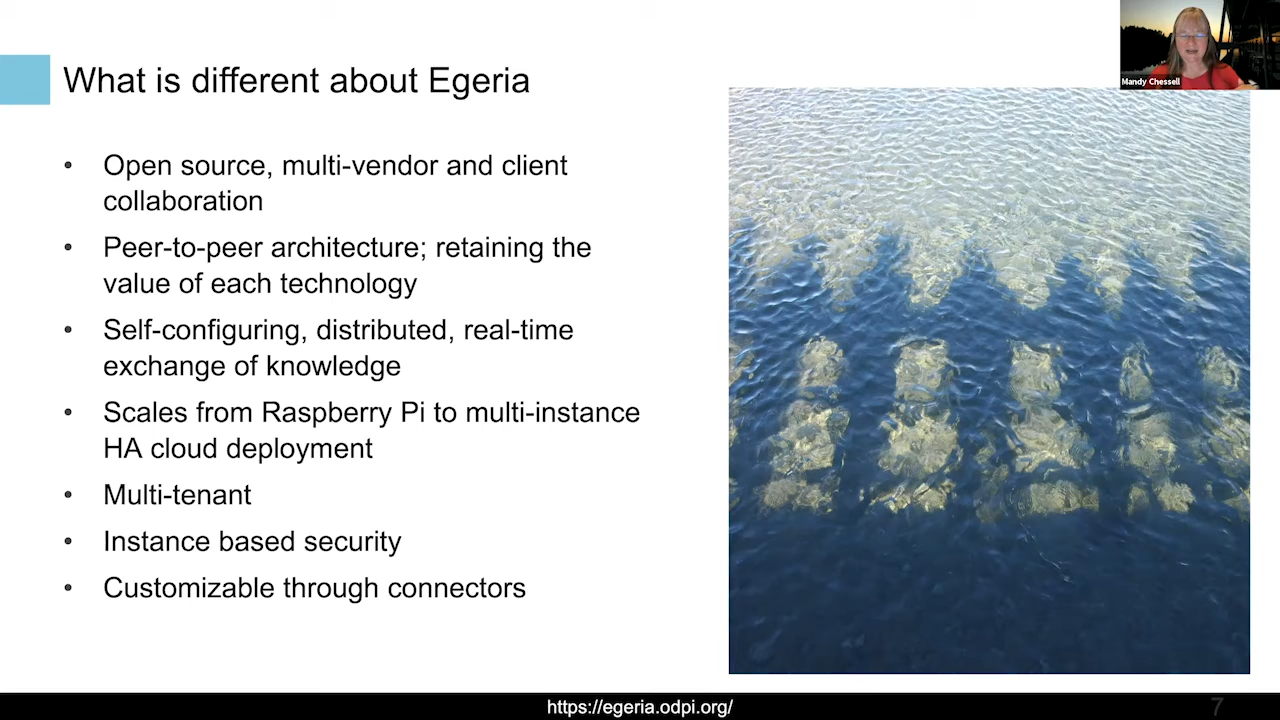 What is different about Egeria
Mandy Chessell
• Open source, multi-vendor and client
collaboration
• Peer-to-peer architecture; retaining the
value of each technology
• Self-configuring, distributed, real-time
exchange of knowledge
• Scales from Raspberry Pi to multi-instance
HA cloud deployment
• Multi-tenant
• Instance based security
• Customizable through connectors
https://egeria.odpi.org/
7